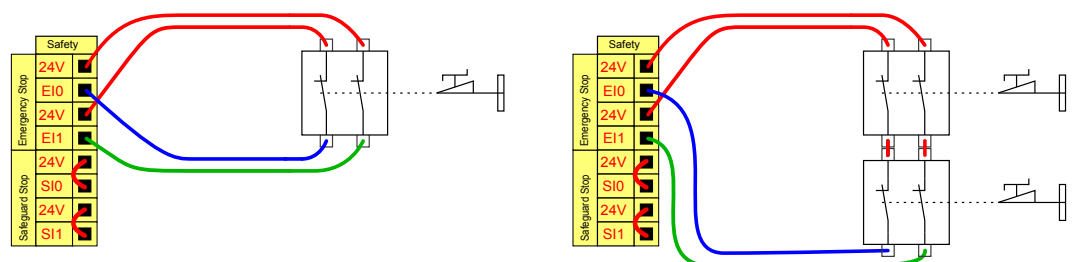 Safety
Emergency Stop
24V
EI0
24V
EI1
Safeguard Stop
24V
SI0
24V
SI1
Safety
Emergency Stop
24V
EI0
24V
EI1
Safeguard Stop
24V
SI0
24V
SI1